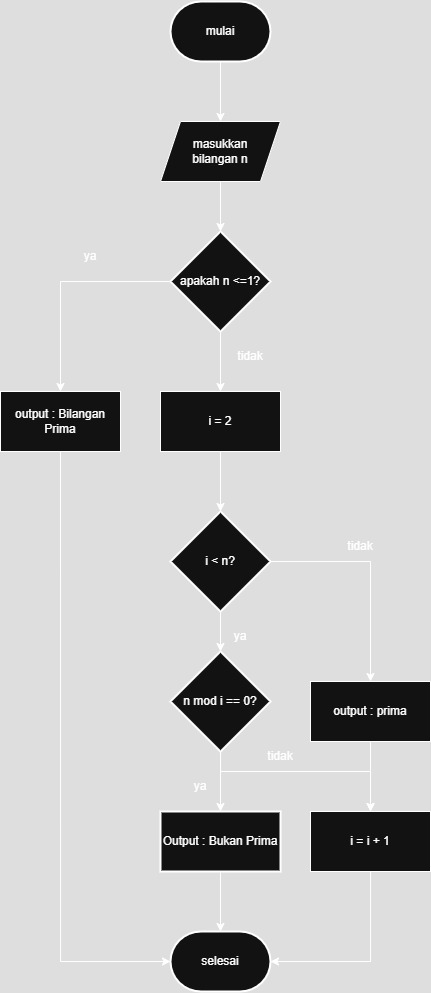 mulai
masukkan
bilangan n
apakah n <=1?
ya
tidak
output : Bilangan
Prima
i = 2
i < n?
tidak
ya
n mod i == 0?
output : prima
tidak
ya
Output : Bukan Prima
i = i + 1
selesai